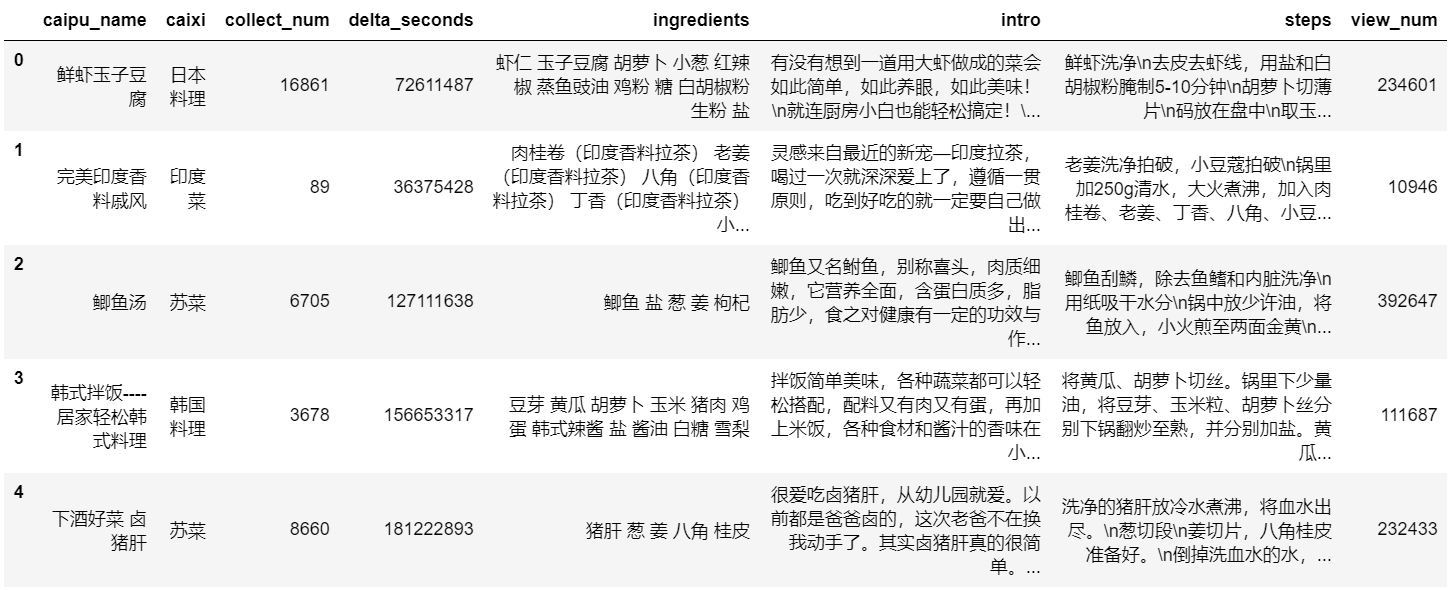 caipu_name caixi collect_num delta_seconds ingredients intro steps view_num
0
鲜虾玉子豆
腐
日本
料理
16861
72611487
虾仁 玉子豆腐 胡萝卜 小葱 红辣
椒 蒸鱼豉油 鸡粉 糖 白胡椒粉
生粉 盐
有没有想到一道用大虾做成的菜会
如此简单，如此养眼，如此美味！
\n就连厨房小白也能轻松搞定！\...
鲜虾洗净\n去皮去虾线，用盐和白
胡椒粉腌制5-10分钟\n胡萝卜切薄
片\n码放在盘中\n取玉...
234601
1
完美印度香
料戚风
印度
菜
89
36375428
肉桂卷（印度香料拉茶） 老姜
（印度香料拉茶） 八角（印度香
料拉茶） 丁香（印度香料拉茶）
小...
灵感来自最近的新宠—印度拉茶，
喝过一次就深深爱上了，遵循一贯
原则，吃到好吃的就一定要自己做
出...
老姜洗净拍破，小豆蔻拍破\n锅里
加250g清水，大火煮沸，加入肉
桂卷、老姜、丁香、八角、小豆...
10946
2
鲫鱼汤
苏菜
6705
127111638
鲫鱼 盐 葱 姜 枸杞
鲫鱼又名鲋鱼，别称喜头，肉质细
嫩，它营养全面，含蛋白质多，脂
肪少，食之对健康有一定的功效与
作...
鲫鱼刮鳞，除去鱼鳍和内脏洗净\n
用纸吸干水分\n锅中放少许油，将
鱼放入，小火煎至两面金黄\n...
392647
3
韩式拌饭----
居家轻松韩
式料理
韩国
料理
3678
156653317
豆芽 黄瓜 胡萝卜 玉米 猪肉 鸡
蛋 韩式辣酱 盐 酱油 白糖 雪梨
拌饭简单美味，各种蔬菜都可以轻
松搭配，配料又有肉又有蛋，再加
上米饭，各种食材和酱汁的香味在
小...
将黄瓜、胡萝卜切丝。锅里下少量
油，将豆芽、玉米粒、胡萝卜丝分
别下锅翻炒至熟，并分别加盐。黄
瓜...
111687
4
下酒好菜 卤
猪肝
苏菜
8660
181222893
猪肝 葱 姜 八角 桂皮
很爱吃卤猪肝，从幼儿园就爱。以
前都是爸爸卤的，这次老爸不在换
我动手了。其实卤猪肝真的很简
单。...
洗净的猪肝放冷水煮沸，将血水出
尽。\n葱切段\n姜切片，八角桂皮
准备好。\n倒掉洗血水的水，...
232433